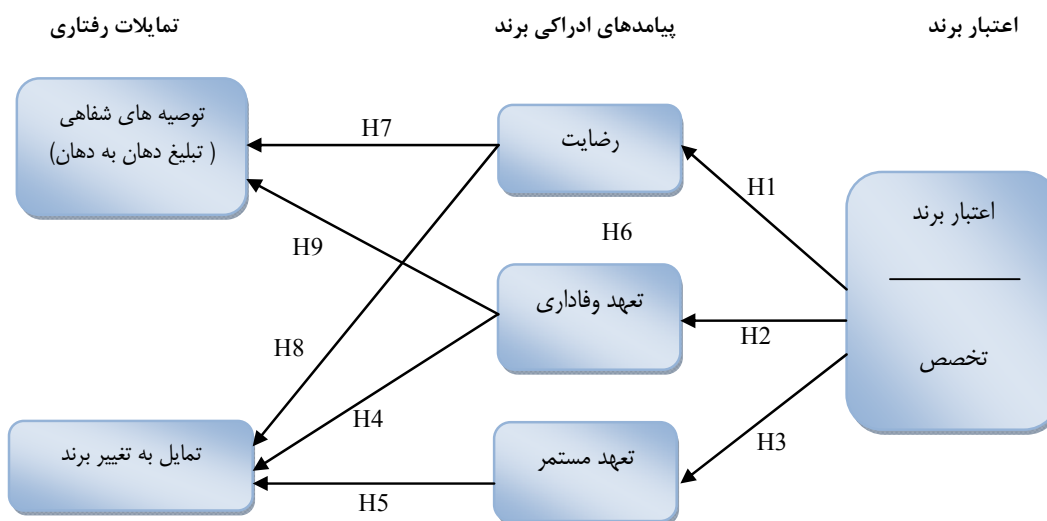 اعتبار برند
پیامدهای ادراکی برند
تمایلات رفتاری
اعتبار برند
تخصص
H1
H2
H3
رضایت
H6
تعهد وفاداری
تعهد مستمر
H7
H9
H8
H4
H5
توصیه های شفاهی
( تبلیغ دهان به دهان)
تمایل به تغییر برند